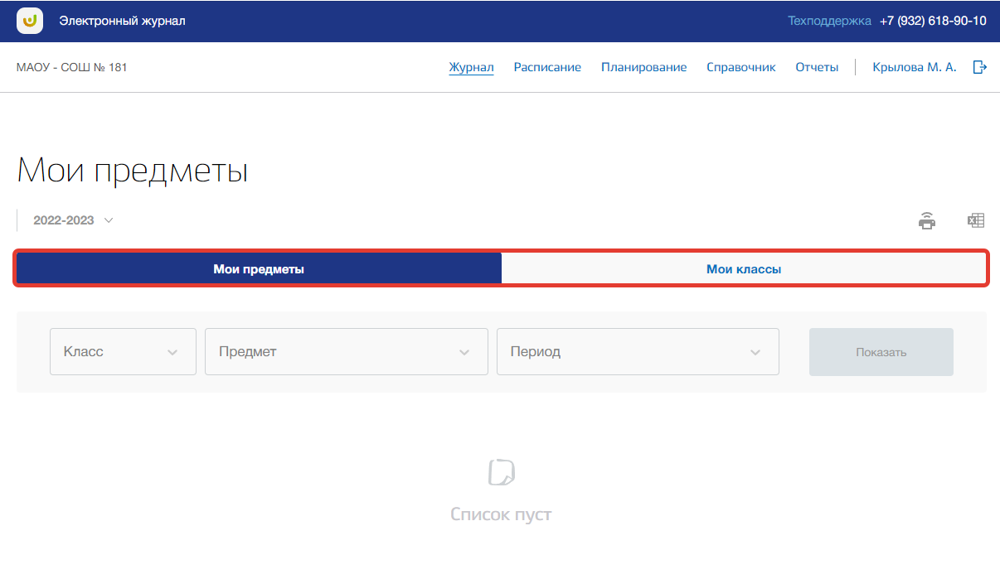 Электронный журнал
Техподдержка +7 (932) 618-90-10
МАОУ - СОШ № 181
Журнал Расписание Планирование Справочник Отчеты Крылова М. А.
Мои предметы
2022-2023
Мои предметы Мои классы
Класс Предмет Период Показать
Список пуст